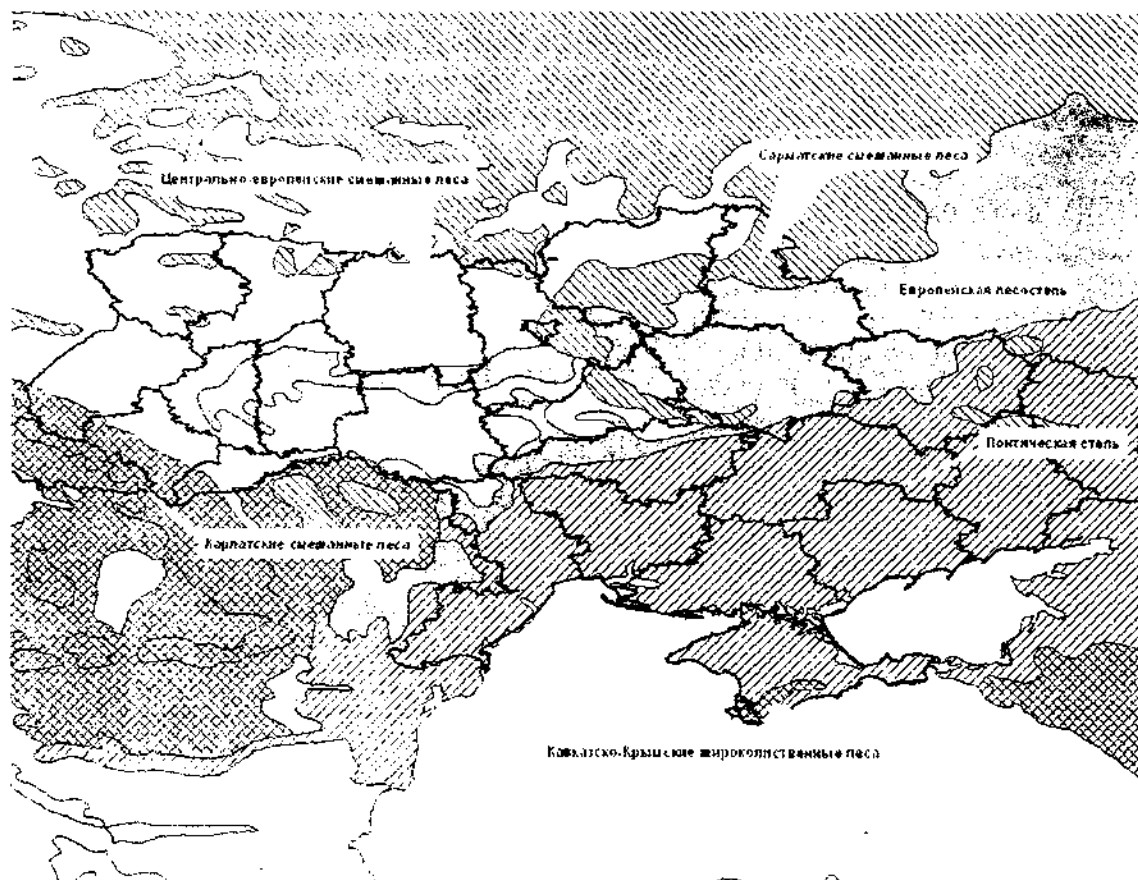 Сарматские смешанные леса
Центрально-европейские смешанные леса
Европейская лесостепь
Понтическая степь
Карпатские смешанные леса
Кавказско-Крымские широколиственные леса